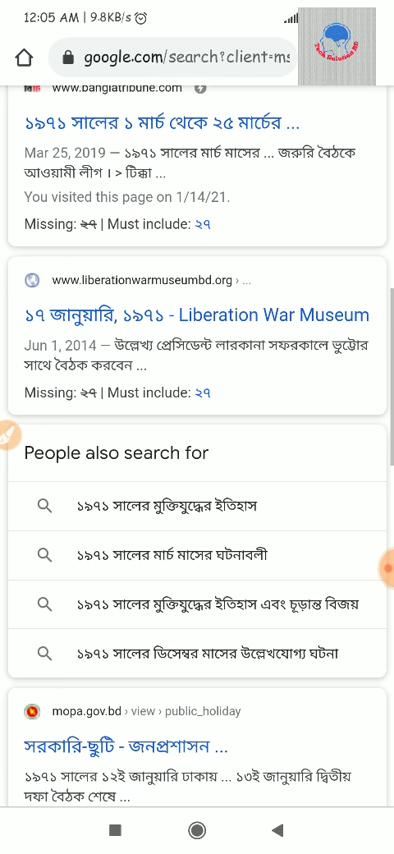 12:05 AM | 9.8KB/s
Tech Solution MD
google.com/search?client=ms
www.banglatribune.com
১৯৭১ সালের ১ মার্চ থেকে ২৫ মার্চের ...
Mar 25, 2019 — ১৯৭১ সালের মার্চ মাসের ... জরুরি বৈঠকে
আওয়ামী লীগ । > টিক্কা ...
You visited this page on 1/14/21.
Missing: ২৭ | Must include: ২৭
www.liberationwarmuseumbd.org › ...
১৭ জানুয়ারি, ১৯৭১ - Liberation War Museum
Jun 1, 2014 — উল্লেখ্য প্রেসিডেন্ট লারকানা সফরকালে ভুট্টোর
সাথে বৈঠক করবেন ...
Missing: ২৭ | Must include: ২৭
People also search for
১৯৭১ সালের মুক্তিযুদ্ধের ইতিহাস
১৯৭১ সালের মার্চ মাসের ঘটনাবলী
১৯৭১ সালের মুক্তিযুদ্ধের ইতিহাস এবং চূড়ান্ত বিজয়
১৯৭১ সালের ডিসেম্বর মাসের উল্লেখযোগ্য ঘটনা
mopa.gov.bd › view › public_holiday
সরকারি-ছুটি - জনপ্রশাসন ...
১৯৭১ সালের ১২ই জানুয়ারি ঢাকায় ... ১৩ই জানুয়ারি দ্বিতীয়
দফা বৈঠক শেষে ...